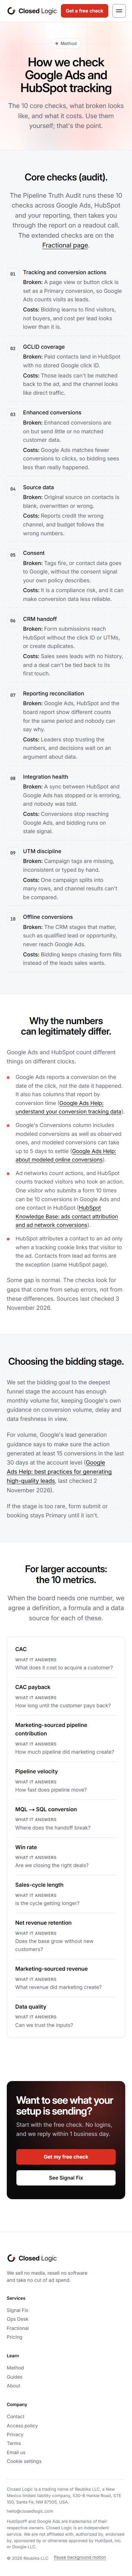 Closed Logic
Get a free check
Method
How we check
Google Ads and
HubSpot tracking
The 10 core checks, what broken looks
like, and what it costs. Use them
yourself; that's the point.
Core checks (audit).
The Pipeline Truth Audit runs these 10
checks across Google Ads, HubSpot
and your reporting, then takes you
through the report on a readout call.
The extended checks are on the
Fractional page.
01
Tracking and conversion actions
Broken: A page view or button click is
set as a Primary conversion, so Google
Ads counts visits as leads.
Costs: Bidding learns to find visitors,
not buyers, and cost per lead looks
lower than it is.
02
GCLID coverage
Broken: Paid contacts land in HubSpot
with no stored Google click ID.
Costs: Those leads can't be matched
back to the ad, and the channel looks
like direct traffic.
03
Enhanced conversions
Broken: Enhanced conversions are
on but send little or no matched
customer data.
Costs: Google Ads matches fewer
conversions to clicks, so bidding sees
less than really happened.
04
Source data
Broken: Original source on contacts is
blank, overwritten or wrong.
Costs: Reports credit the wrong
channel, and budget follows the
wrong numbers.
05
Consent
Broken: Tags fire, or contact data goes
to Google, without the consent signal
your own policy describes.
Costs: It is a compliance risk, and it can
make conversion data less reliable.
06
CRM handoff
Broken: Form submissions reach
HubSpot without the click ID or UTMs,
or create duplicates.
Costs: Sales sees leads with no history,
and a deal can't be tied back to its
first touch.
07
Reporting reconciliation
Broken: Google Ads, HubSpot and the
board report show different counts
for the same period and nobody can
say why.
Costs: Leaders stop trusting the
numbers, and decisions wait on an
argument about data.
08
Integration health
Broken: A sync between HubSpot and
Google Ads has stopped or is erroring,
and nobody was told.
Costs: Conversions stop reaching
Google Ads, and bidding runs on
stale signal.
09
UTM discipline
Broken: Campaign tags are missing,
inconsistent or typed by hand.
Costs: One campaign splits into
many rows, and channel results can't
be compared.
10
Offline conversions
Broken: The CRM stages that matter,
such as qualified lead or opportunity,
never reach Google Ads.
Costs: Bidding keeps chasing form fills
instead of the leads sales wants.
Why the numbers
can legitimately differ.
Google Ads and HubSpot count different
things on different clocks.
Google Ads reports a conversion on the
date of the click, not the date it happened.
It also has columns that report by
conversion time (Google Ads Help:
understand your conversion tracking data).
Google's Conversions column includes
modeled conversions as well as observed
ones, and modeled conversions can take
up to 5 days to settle (Google Ads Help:
about modeled online conversions).
Ad networks count actions, and HubSpot
counts tracked visitors who took an action.
One visitor who submits a form 10 times
can be 10 conversions in Google Ads and
one contact in HubSpot (HubSpot
Knowledge Base: ads contact attribution
and ad network conversions).
HubSpot attributes a contact to an ad only
when a tracking cookie links that visitor to
the ad. Contacts from lead ad forms are
the exception (same HubSpot page).
Some gap is normal. The checks look for
gaps that come from setup errors, not from
these differences. Sources last checked 3
November 2026.
Choosing the bidding stage.
We set the bidding goal to the deepest
funnel stage the account has enough
monthly volume for, keeping Google's own
guidance on conversion volume, delay and
data freshness in view.
For volume, Google's lead generation
guidance says to make sure the action
generated at least 15 conversions in the last
30 days at the account level (Google
Ads Help: best practices for generating
high-quality leads, last checked 2
November 2026).
If the stage is too rare, form submit or
booking stays Primary until it isn't.
For larger accounts:
the 10 metrics.
When the board needs one number, we
agree a definition, a formula and a data
source for each of these.
CAC
WHAT IT ANSWERS
What does it cost to acquire a customer?
CAC payback
WHAT IT ANSWERS
How long until the customer pays back?
Marketing-sourced pipeline
contribution
WHAT IT ANSWERS
How much pipeline did marketing create?
Pipeline velocity
WHAT IT ANSWERS
How fast does pipeline move?
MQL → SQL conversion
WHAT IT ANSWERS
Where does the handoff break?
Win rate
WHAT IT ANSWERS
Are we closing the right deals?
Sales-cycle length
WHAT IT ANSWERS
Is the cycle getting longer?
Net revenue retention
WHAT IT ANSWERS
Does the base grow without new
customers?
Marketing-sourced revenue
WHAT IT ANSWERS
What revenue did marketing create?
Data quality
WHAT IT ANSWERS
Can we trust the inputs?
Want to see what your
setup is sending?
Start with the free check. No logins,
and we reply within 1 business day.
Get my free check
See Signal Fix
Closed Logic
We sell no media, resell no software
and take no cut of ad spend.
Services
Signal Fix
Ops Desk
Fractional
Pricing
Learn
Method
Guides
About
Company
Contact
Access policy
Privacy
Terms
Email us
Cookie settings
hello@closedlogic.com
Pause background motion